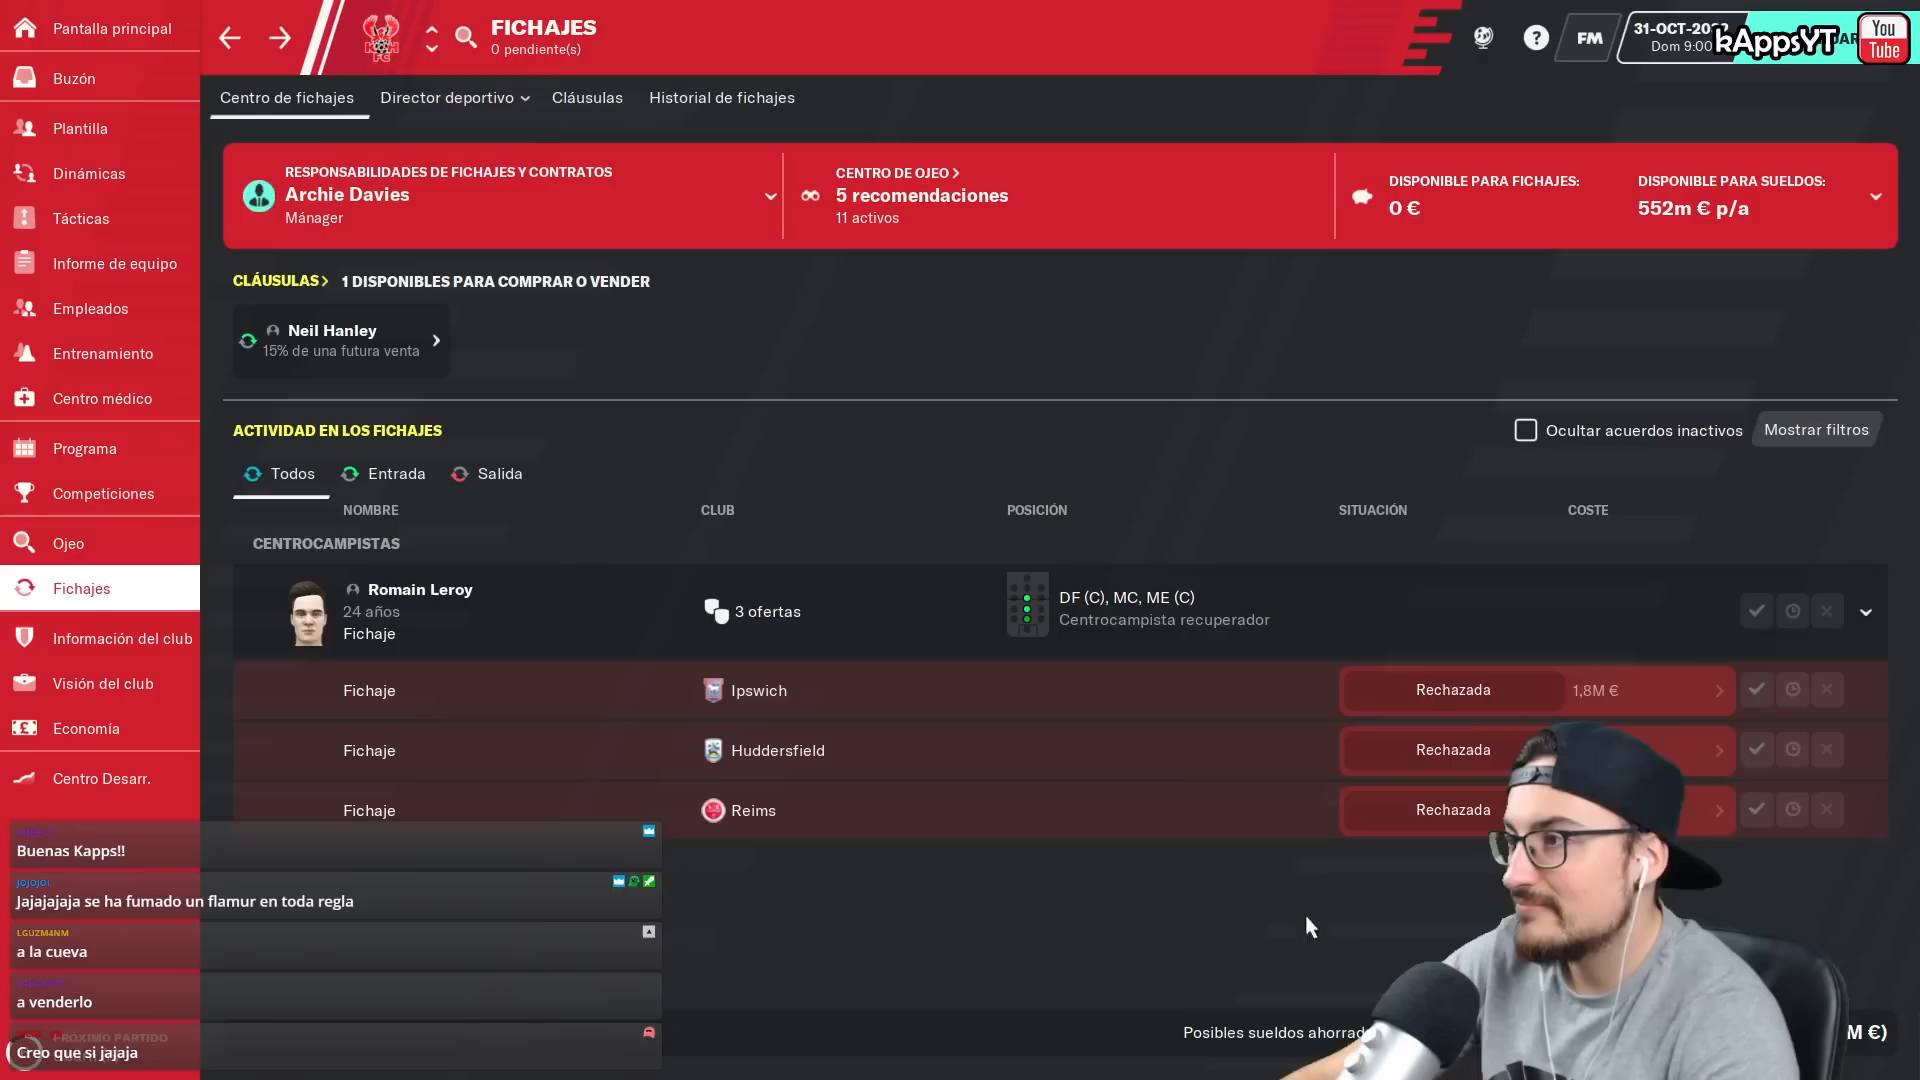 Pantalla principal
Buzón
Plantilla
Dinámicas
Tácticas
Informe de equipo
Empleados
Entrenamiento
Centro médico
Programa
Competiciones
Ojeo
Fichajes
Información del club
Visión del club
Economía
Centro Desarr.
FICHAJES
0 pendiente(s)
FM
31-OCT-20
Dom 9:00
kAppsYT
You
Tube
Centro de fichajes
Director deportivo
Cláusulas
Historial de fichajes
RESPONSABILIDADES DE FICHAJES Y CONTRATOS
Archie Davies
Mánager
CENTRO DE OJEO
5 recomendaciones
11 activos
DISPONIBLE PARA FICHAJES:
0 €
DISPONIBLE PARA SUELDOS:
552m € p/a
CLÁUSULAS 1 DISPONIBLES PARA COMPRAR O VENDER
Neil Hanley
15% de una futura venta
ACTIVIDAD EN LOS FICHAJES
Ocultar acuerdos inactivos
Mostrar filtros
Todos Entrada Salida
NOMBRE CLUB POSICIÓN SITUACIÓN COSTE
CENTROCAMPISTAS
Romain Leroy
24 años
Fichaje
3 ofertas
DF (C), MC, ME (C)
Centrocampista recuperador
Fichaje Ipswich Rechazada 1,8M €
Fichaje Huddersfield Rechazada
Fichaje Reims Rechazada
Buenas Kapps!!
JOJOJOI
Jajajajaja se ha fumado un flamur en toda regla
LGUZM4NM
a la cueva
a venderlo
PRÓXIMO PARTIDO
Creo que si jajaja
Posibles sueldos ahorrad
M €)